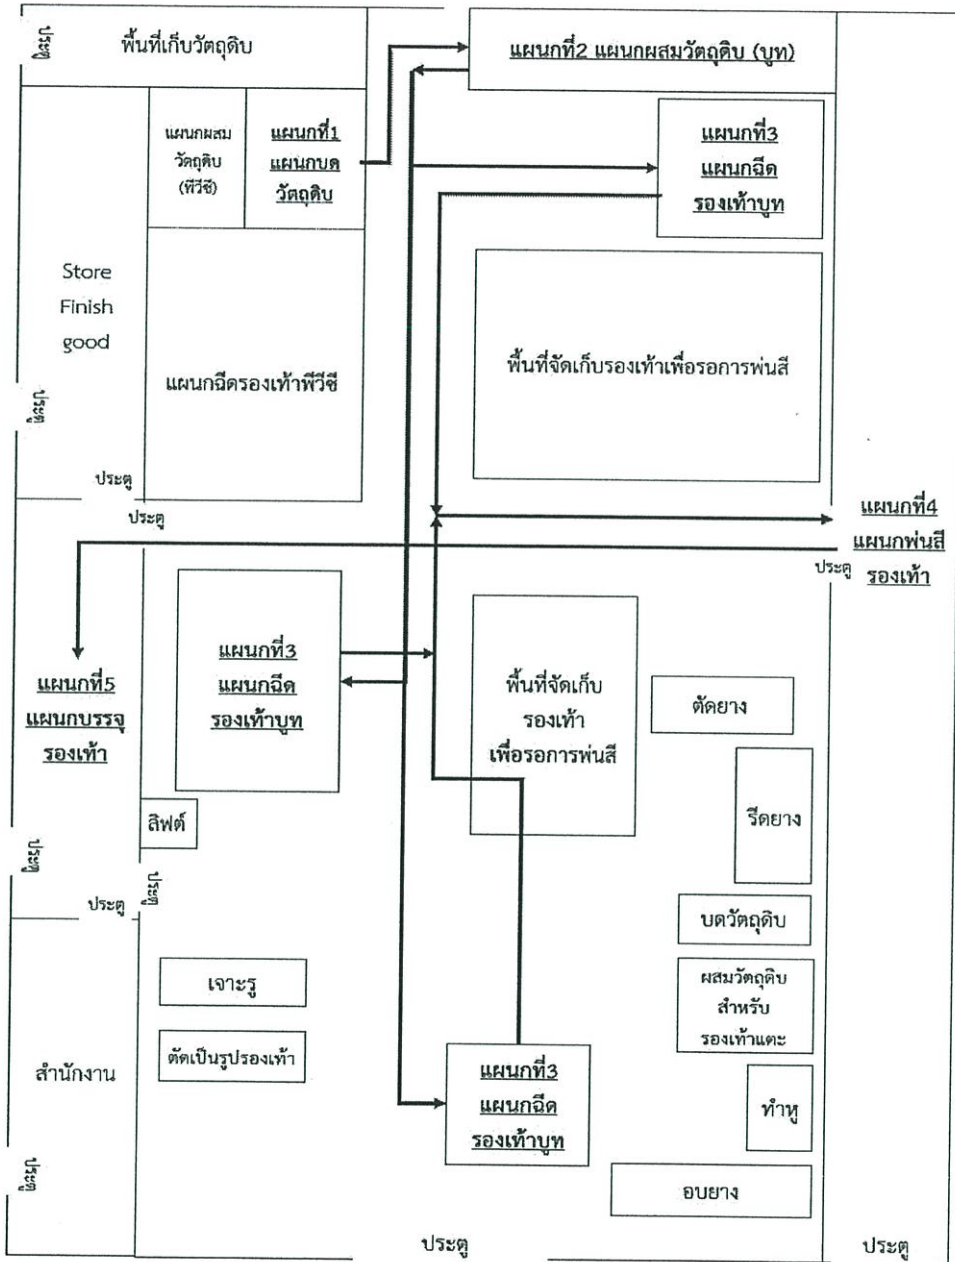 ประตู
พื้นที่เก็บวัตถุดิบ
แผนกที่2 แผนกผสมวัตถุดิบ (บูท)
แผนกผสม
วัตถุดิบ
(พีวีซี)
แผนกที่1
แผนกบด
วัตถุดิบ
แผนกที่3
แผนกฉีด
รองเท้าบูท
Store
Finish
good
แผนกฉีดรองเท้าพีวีซี
พื้นที่จัดเก็บรองเท้าเพื่อรอการพ่นสี
ประตู
ประตู
ประตู
แผนกที่4
แผนกพ่นสี
รองเท้า
ประตู
แผนกที่3
แผนกฉีด
รองเท้าบูท
แผนกที่5
แผนกบรรจุ
รองเท้า
พื้นที่จัดเก็บ
รองเท้า
เพื่อรอการพ่นสี
ตัดยาง
ลิฟต์
รีดยาง
ประตู
ประตู
ประตู
บดวัตถุดิบ
เจาะรู
ผสมวัตถุดิบ
สำหรับ
รองเท้าแตะ
ตัดเป็นรูปรองเท้า
สำนักงาน
แผนกที่3
แผนกฉีด
รองเท้าบูท
ทำหู
ประตู
อบยาง
ประตู
ประตู